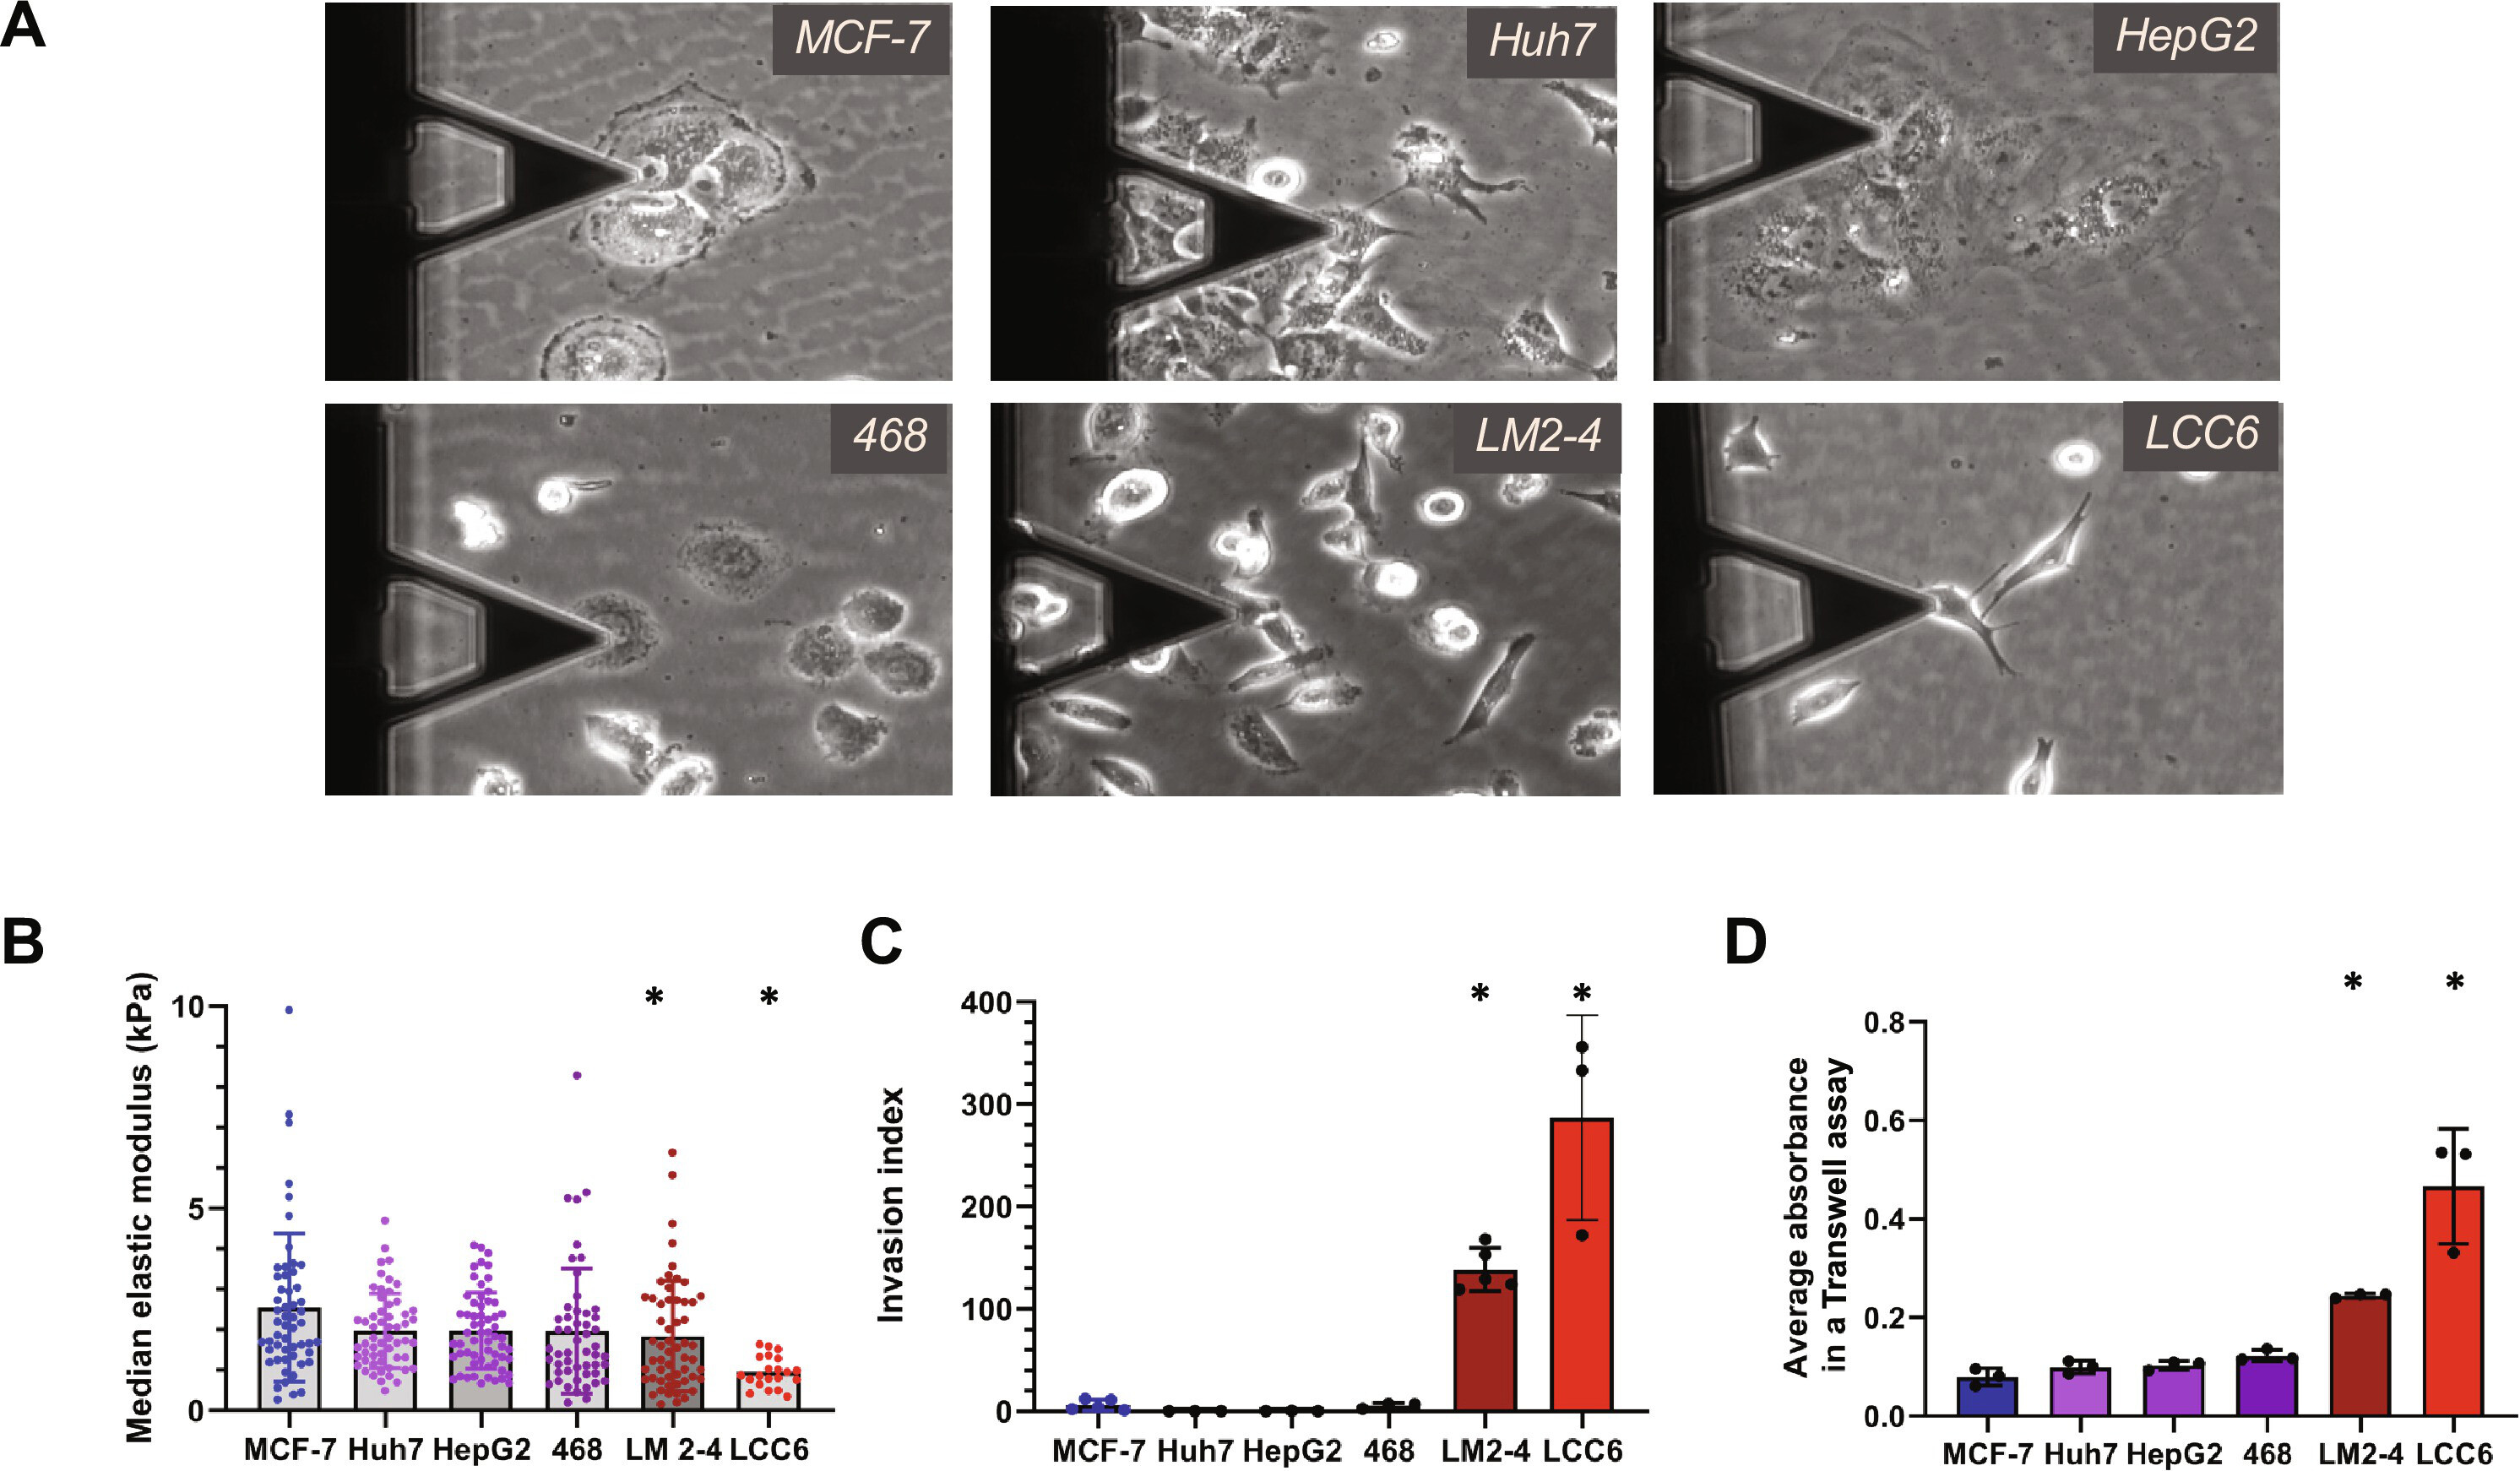 A
MCF-7
Huh7
HepG2
468
LM2-4
LCC6
B
Median elastic modulus (kPa)
10
5
0
* *
MCF-7 Huh7 HepG2 468 LM 2-4 LCC6
C
Invasion index
400
300
200
100
0
* *
MCF-7 Huh7 HepG2 468 LM2-4 LCC6
D
Average absorbance
in a Transwell assay
0.8
0.6
0.4
0.2
0.0
* *
MCF-7 Huh7 HepG2 468 LM2-4 LCC6